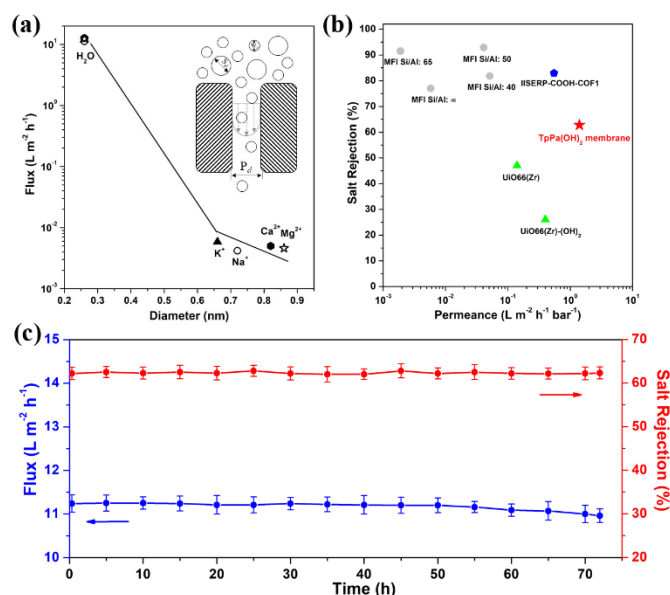 (a)
10¹
10⁰
10⁻¹
10⁻²
10⁻³
Flux (L m⁻² h⁻¹)
H₂O
P_d
K⁺
Na⁺
Ca²⁺
Mg²⁺
0.2 0.3 0.4 0.5 0.6 0.7 0.8 0.9 1.0
Diameter (nm)
(b)
100
90
80
70
60
50
40
30
20
10
0
Salt Rejection (%)
MFI Si/Al: 65
MFI Si/Al: 50
MFI Si/Al: 40
MFI Si/Al: ∞
IISERP-COOH-COF1
TpPa(OH)₂ membrane
UiO66(Zr)
UiO66(Zr)-(OH)₂
10⁻³ 10⁻² 10⁻¹ 10⁰ 10¹
Permeance (L m⁻² h⁻¹ bar⁻¹)
(c)
15
14
13
12
11
10
Flux (L m⁻² h⁻¹)
70
60
50
40
30
20
Salt Rejection (%)
0 10 20 30 40 50 60 70
Time (h)